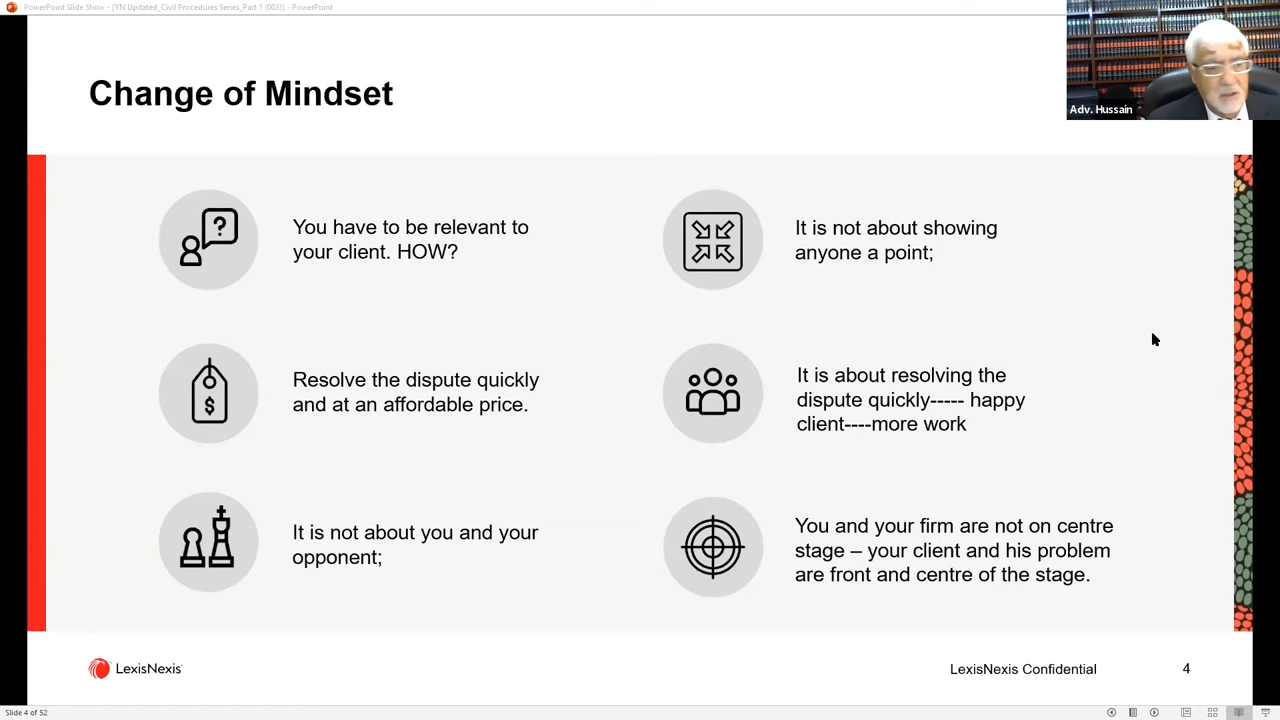 PowerPoint Slide Show - [YN Updated_Civil Procedures Series_Part 1 (003)] - PowerPoint
Adv. Hussain
Change of Mindset
?
You have to be relevant to
your client. HOW?
$
Resolve the dispute quickly
and at an affordable price.
It is not about you and your
opponent;
It is not about showing
anyone a point;
It is about resolving the
dispute quickly----- happy
client----more work
You and your firm are not on centre
stage – your client and his problem
are front and centre of the stage.
LexisNexis
LexisNexis Confidential
4
Slide 4 of 52